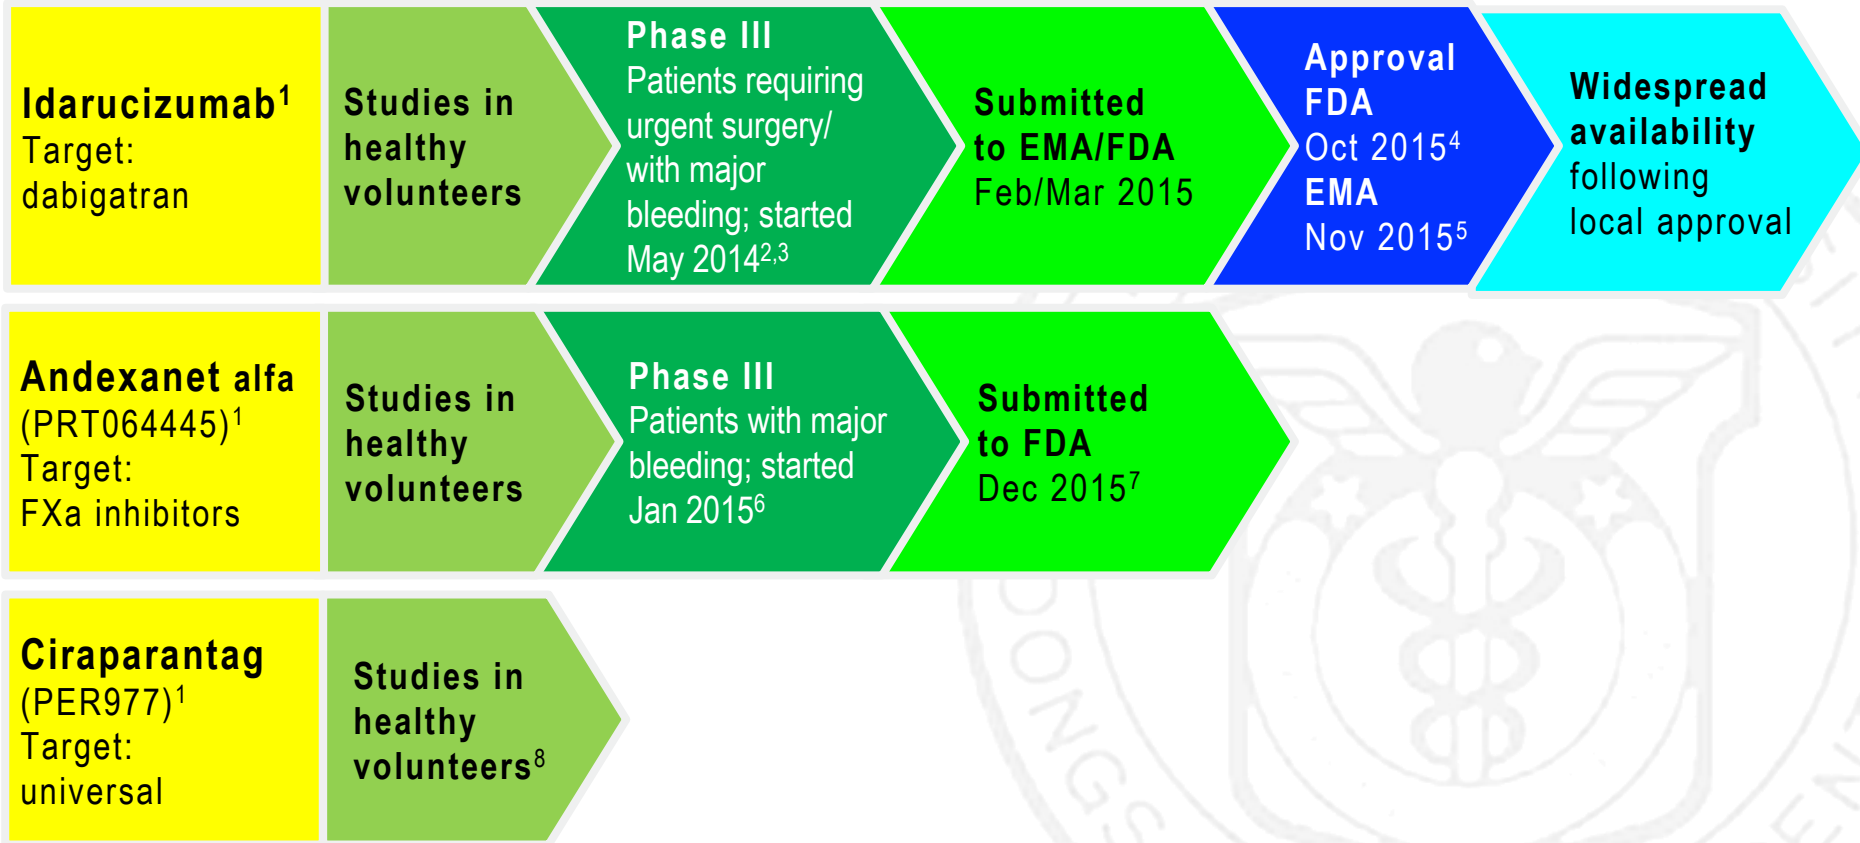 Idarucizumab¹
Target:
dabigatran
Studies in
healthy
volunteers
Phase III
Patients requiring
urgent surgery/
with major
bleeding; started
May 2014²,³
Submitted
to EMA/FDA
Feb/Mar 2015
Approval
FDA
Oct 2015⁴
EMA
Nov 2015⁵
Widespread
availability
following
local approval
Andexanet alfa
(PRT064445)¹
Target:
FXa inhibitors
Studies in
healthy
volunteers
Phase III
Patients with major
bleeding; started
Jan 2015⁶
Submitted
to FDA
Dec 2015⁷
Ciraparantag
(PER977)¹
Target:
universal
Studies in
healthy
volunteers⁸